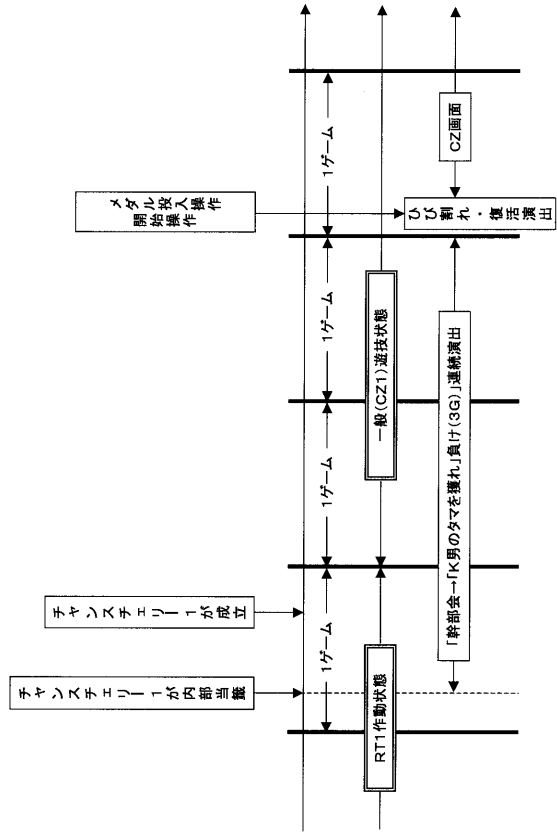 チャンスチェリー1が内部当籤
チャンスチェリー1が成立
メダル投入操作
開始操作
1ゲーム
1ゲーム
1ゲーム
1ゲーム
RT1作動状態
一般(CZ1)遊技状態
「幹部会→「K男のタマを獲れ」負け(3G)」連続演出
ひび割れ・復活演出
CZ画面